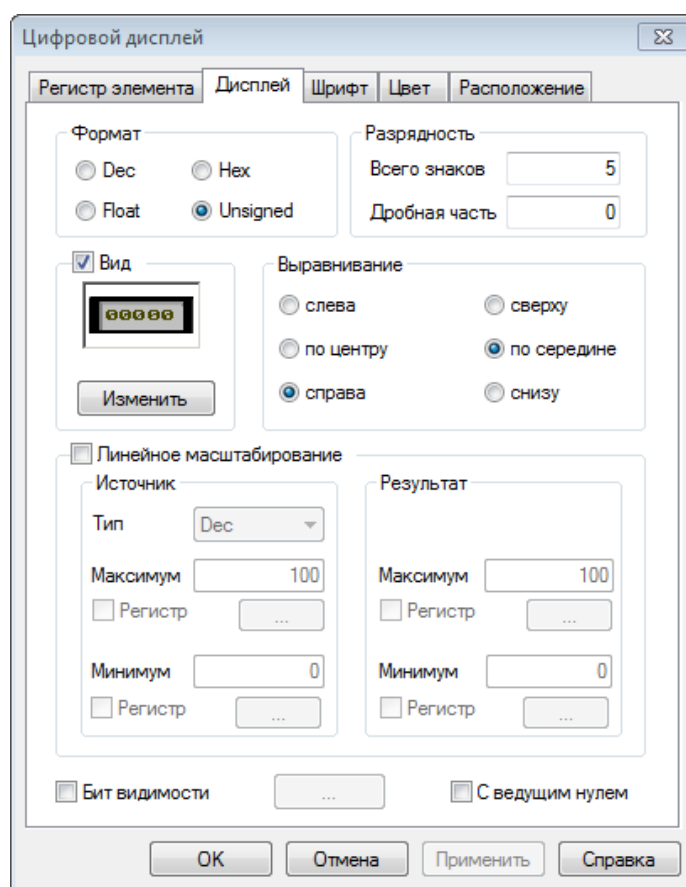 Цифровой дисплей
Регистр элемента Дисплей Шрифт Цвет Расположение
Формат
Dec Hex
Float Unsigned
Разрядность
Всего знаков 5
Дробная часть 0
Вид
00000
Изменить
Выравнивание
слева сверху
по центру по середине
справа снизу
Линейное масштабирование
Источник
Тип Dec
Максимум 100
Регистр ...
Минимум 0
Регистр ...
Результат
Максимум 100
Регистр ...
Минимум 0
Регистр ...
Бит видимости ... С ведущим нулем
OK Отмена Применить Справка